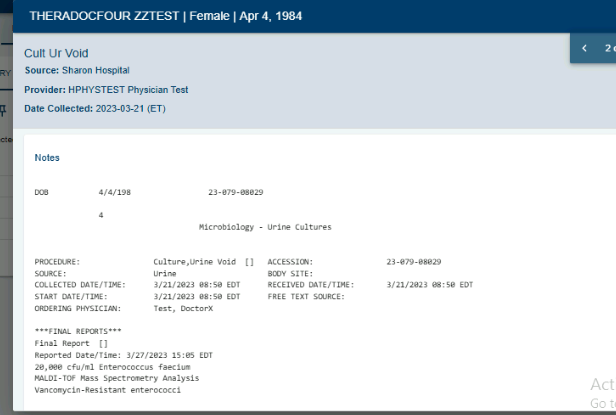 THERADOCFOUR ZZTEST | Female | Apr 4, 1984
Cult Ur Void
Source: Sharon Hospital
Provider: HPHYSTEST Physician Test
Date Collected: 2023-03-21 (ET)
< 2
RY
Notes
DOB 4/4/198 23-079-08029
4
Microbiology - Urine Cultures
PROCEDURE: Culture,Urine Void [] ACCESSION: 23-079-08029
SOURCE: Urine BODY SITE:
COLLECTED DATE/TIME: 3/21/2023 08:50 EDT RECEIVED DATE/TIME: 3/21/2023 08:50 EDT
START DATE/TIME: 3/21/2023 08:50 EDT FREE TEXT SOURCE:
ORDERING PHYSICIAN: Test, DoctorX
***FINAL REPORTS***
Final Report []
Reported Date/Time: 3/27/2023 15:05 EDT
20,000 cfu/ml Enterococcus faecium
MALDI-TOF Mass Spectrometry Analysis
Vancomycin-Resistant enterococci
Act
Go to